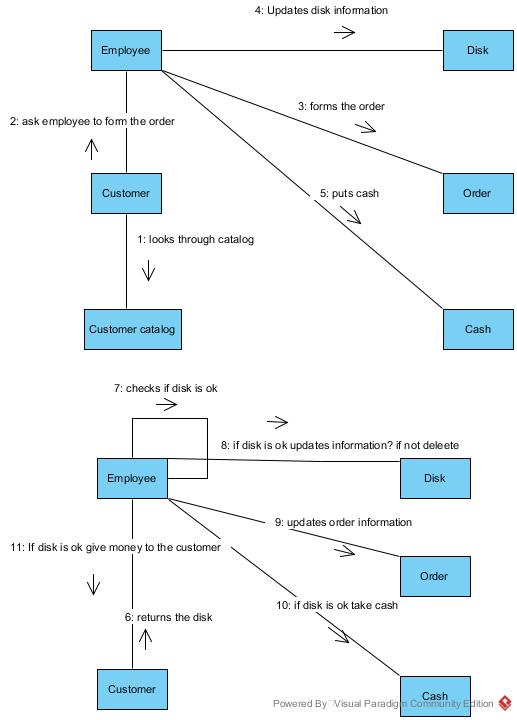 4: Updates disk information
Employee
Disk
3: forms the order
2: ask employee to form the order
5: puts cash
Customer
Order
1: looks through catalog
Customer catalog
Cash
7: checks if disk is ok
8: if disk is ok updates information? if not deleete
Employee
Disk
9: updates order information
11: If disk is ok give money to the customer
Order
10: if disk is ok take cash
6: returns the disk
Customer
Cash
Powered By Visual Paradigm Community Edition